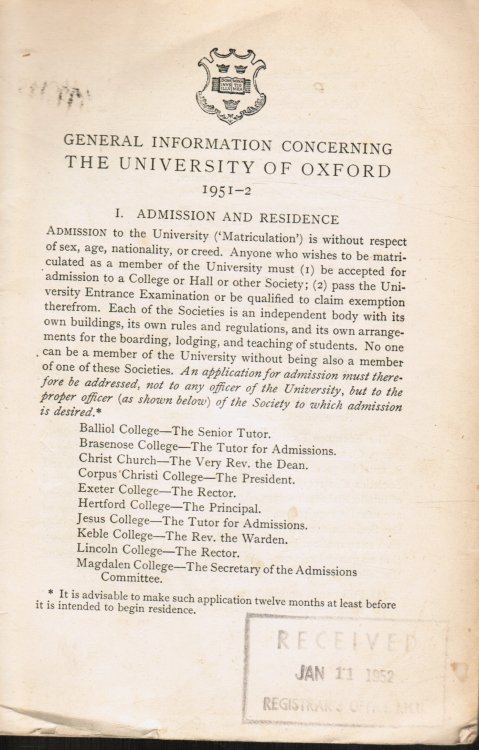 GENERAL INFORMATION CONCERNING
THE UNIVERSITY OF OXFORD
1951–2
I. ADMISSION AND RESIDENCE
ADMISSION to the University (‘Matriculation’) is without respect
of sex, age, nationality, or creed. Anyone who wishes to be matri-
culated as a member of the University must (1) be accepted for
admission to a College or Hall or other Society; (2) pass the Uni-
versity Entrance Examination or be qualified to claim exemption
therefrom. Each of the Societies is an independent body with its
own buildings, its own rules and regulations, and its own arrange-
ments for the boarding, lodging, and teaching of students. No one
can be a member of the University without being also a member
of one of these Societies. An application for admission must there-
fore be addressed, not to any officer of the University, but to the
proper officer (as shown below) of the Society to which admission
is desired.*
Balliol College—The Senior Tutor.
Brasenose College—The Tutor for Admissions.
Christ Church—The Very Rev. the Dean.
Corpus Christi College—The President.
Exeter College—The Rector.
Hertford College—The Principal.
Jesus College—The Tutor for Admissions.
Keble College—The Rev. the Warden.
Lincoln College—The Rector.
Magdalen College—The Secretary of the Admissions
Committee.
* It is advisable to make such application twelve months at least before
it is intended to begin residence.
RECEIVED
JAN 11 1952
REGISTRAR'S